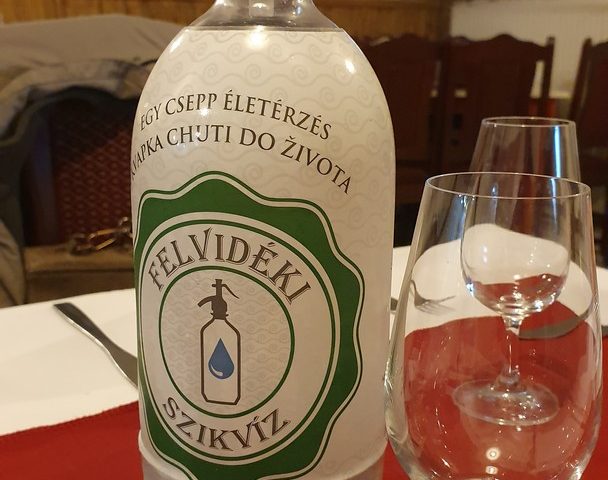 EGY CSEPP ÉLETÉRZÉS
KVAPKA CHUTI DO ŽIVOTA
FELVIDÉKI
SZIKVÍZ